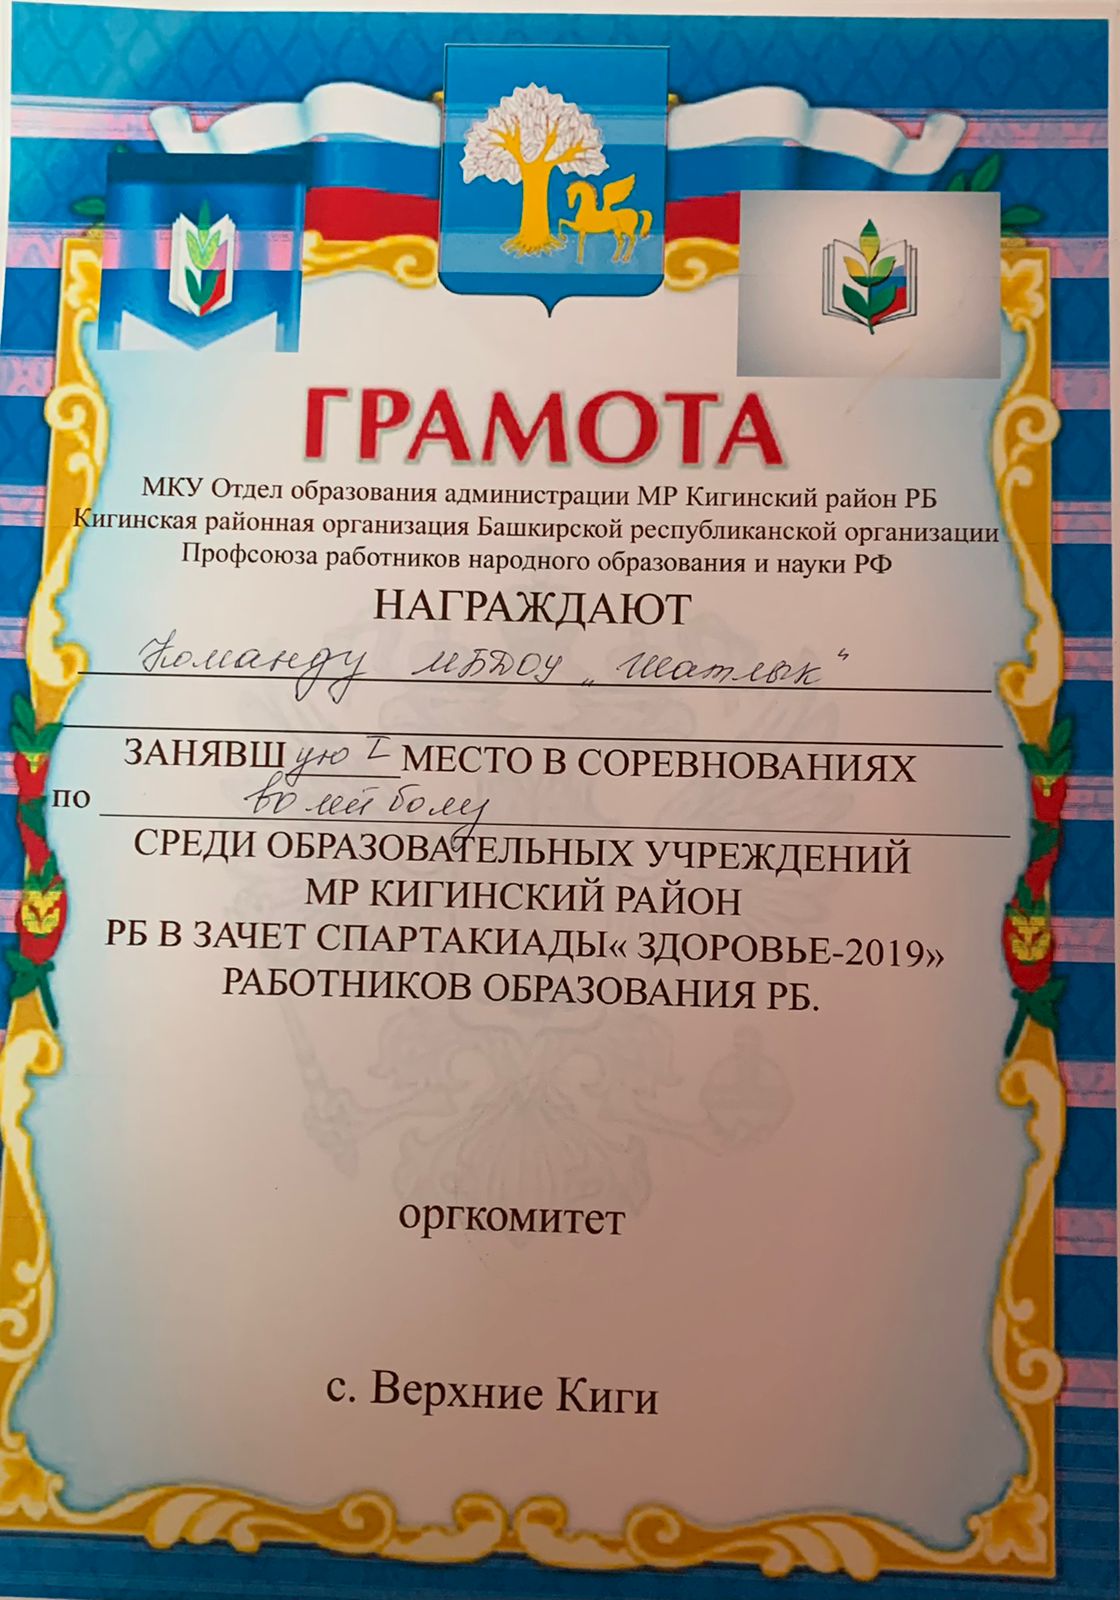 ГРАМОТА
МКУ Отдел образования администрации МР Кигинский район РБ
Кигинская районная организация Башкирской республиканской организации
Профсоюза работников народного образования и науки РФ
НАГРАЖДАЮТ
Команду МБДОУ „Шатлык“
ЗАНЯВШую I МЕСТО В СОРЕВНОВАНИЯХ
по волейболу
СРЕДИ ОБРАЗОВАТЕЛЬНЫХ УЧРЕЖДЕНИЙ
МР КИГИНСКИЙ РАЙОН
РБ В ЗАЧЕТ СПАРТАКИАДЫ« ЗДОРОВЬЕ-2019»
РАБОТНИКОВ ОБРАЗОВАНИЯ РБ.
оргкомитет
с. Верхние Киги